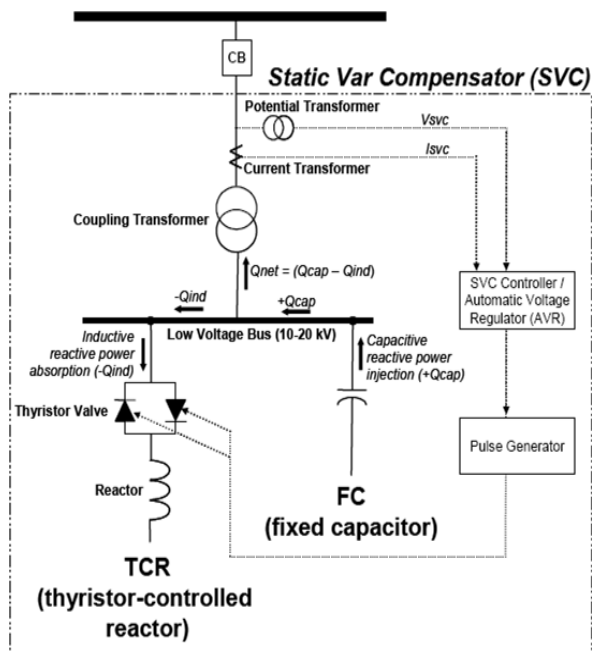 CB
Static Var Compensator (SVC)
Potential Transformer
Vsvc
Isvc
Current Transformer
Coupling Transformer
Qnet = (Qcap – Qind)
-Qind
+Qcap
SVC Controller /
Automatic Voltage
Regulator (AVR)
Low Voltage Bus (10-20 kV)
Inductive
reactive power
absorption (-Qind)
Capacitive
reactive power
injection (+Qcap)
Thyristor Valve
Pulse Generator
Reactor
FC
(fixed capacitor)
TCR
(thyristor-controlled
reactor)